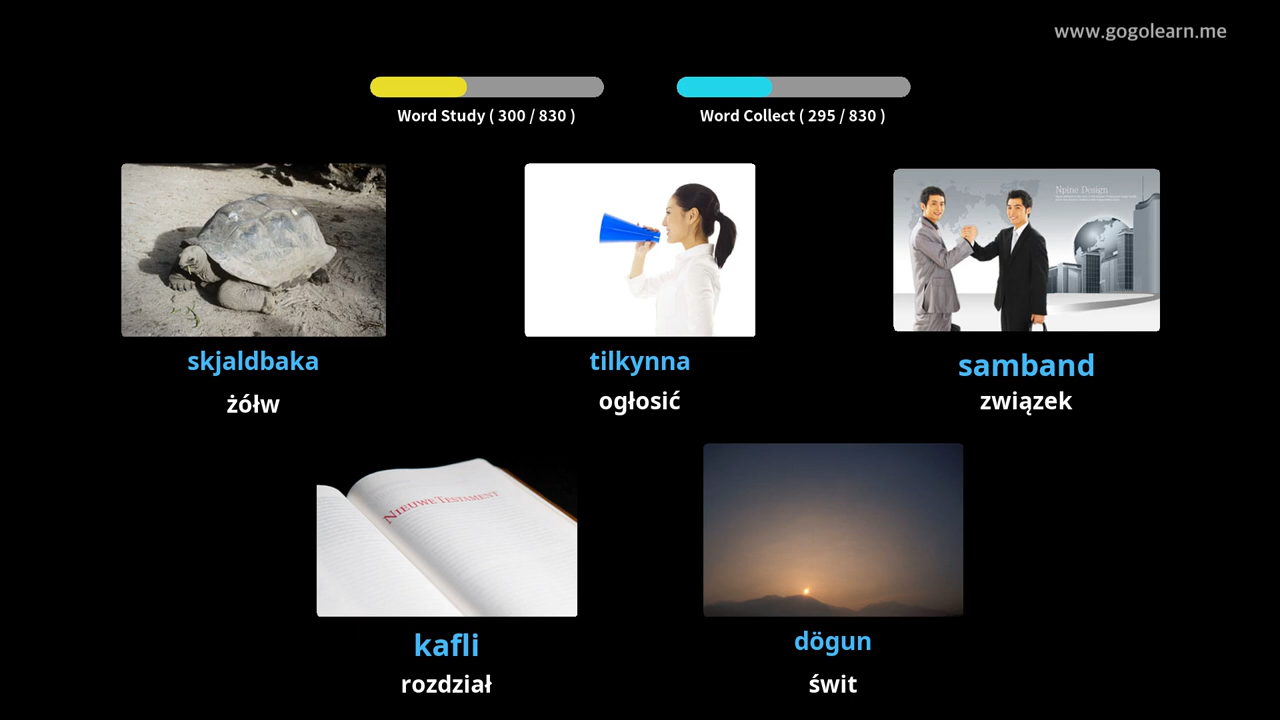 www.gogolearn.me
Word Study ( 300 / 830 )
Word Collect ( 295 / 830 )
Npine Design
skjaldbaka
tilkynna
samband
żółw
ogłosić
związek
NIEUWE TESTAMENT
kafli
dögun
rozdział
świt